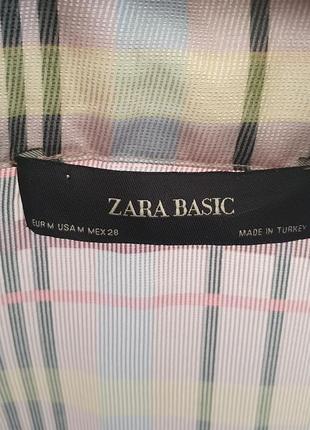 ZARA BASIC
EUR M USA M MEX 28
MADE IN TURKEY